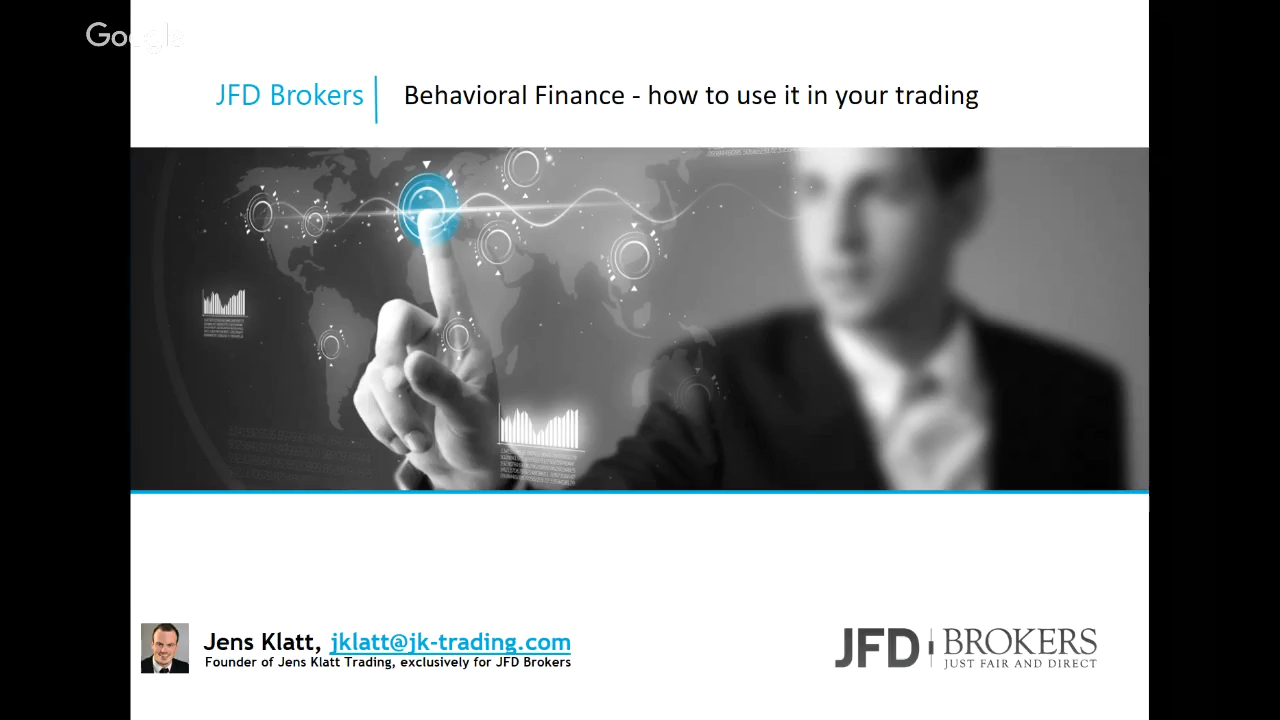 Google
JFD Brokers
Behavioral Finance - how to use it in your trading
Jens Klatt, jklatt@jk-trading.com
Founder of Jens Klatt Trading, exclusively for JFD Brokers
JFD BROKERS
JUST FAIR AND DIRECT